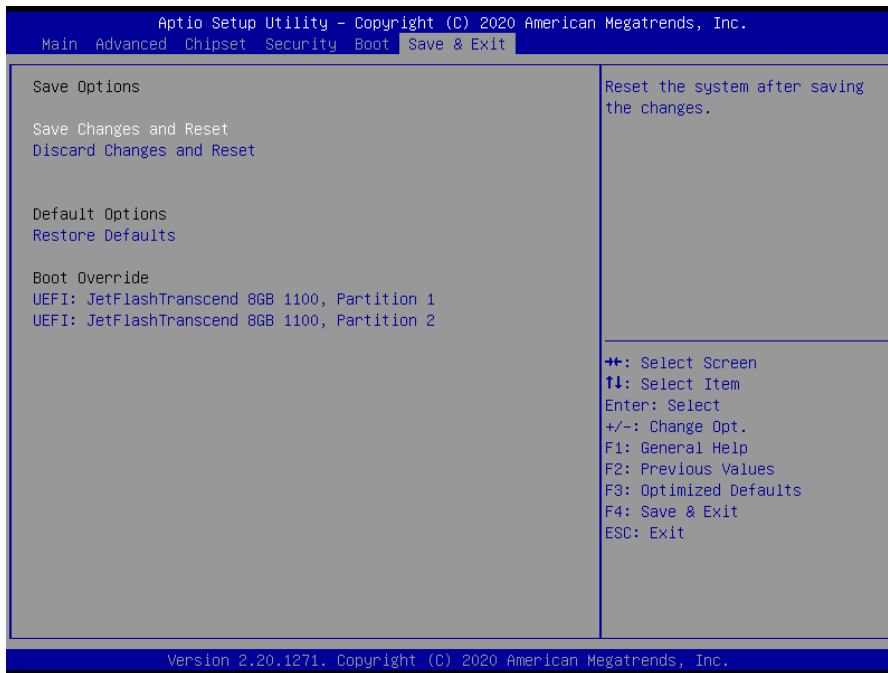 Aptio Setup Utility – Copyright (C) 2020 American Megatrends, Inc.
Main Advanced Chipset Security Boot Save & Exit
Save Options
Save Changes and Reset
Discard Changes and Reset
Default Options
Restore Defaults
Boot Override
UEFI: JetFlashTranscend 8GB 1100, Partition 1
UEFI: JetFlashTranscend 8GB 1100, Partition 2
Reset the system after saving
the changes.
→←: Select Screen
↑↓: Select Item
Enter: Select
+/-: Change Opt.
F1: General Help
F2: Previous Values
F3: Optimized Defaults
F4: Save & Exit
ESC: Exit
Version 2.20.1271. Copyright (C) 2020 American Megatrends, Inc.